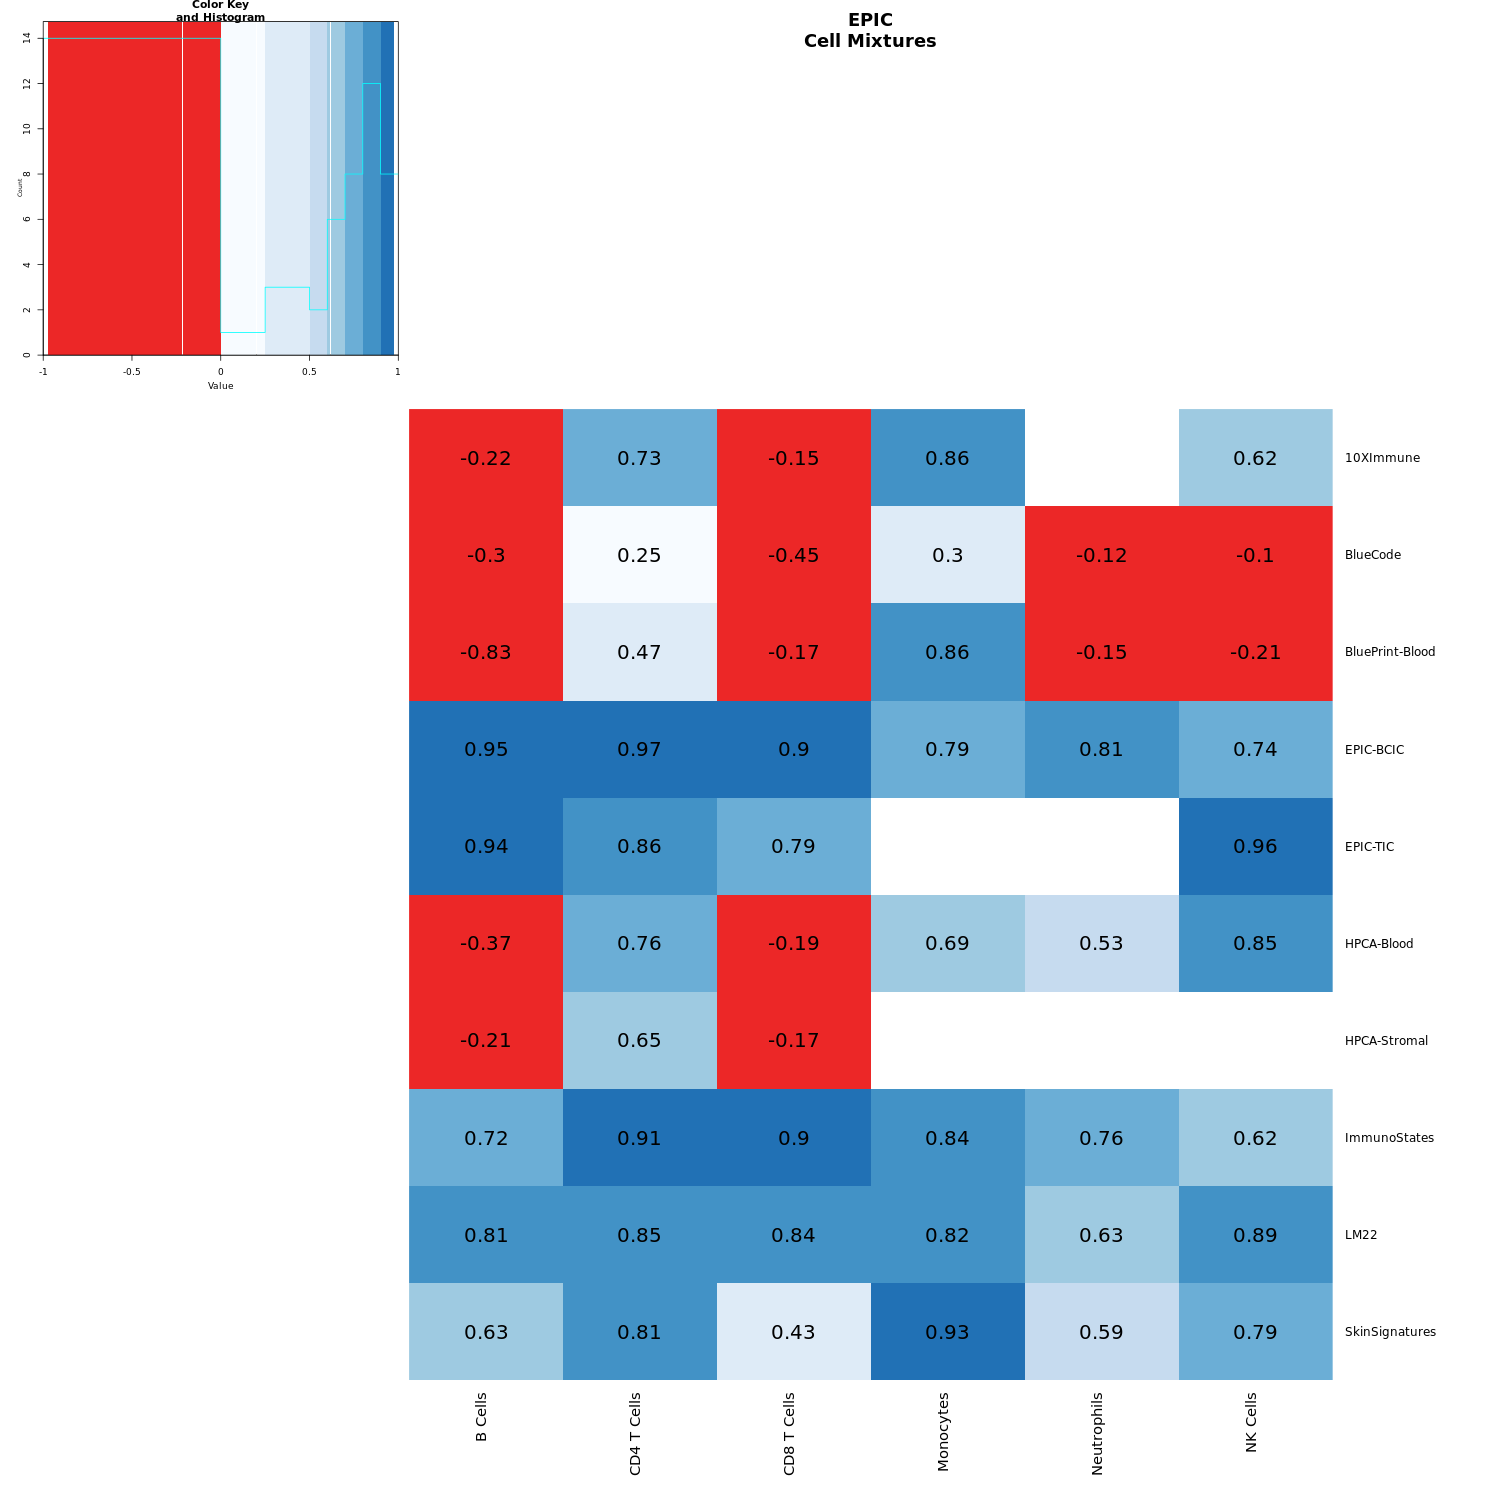 Color Key
and Histogram
EPIC
Cell Mixtures
14
12
10
8
6
4
2
0
Count
-1 -0.5 0 0.5 1
Value
-0.22 0.73 -0.15 0.86 0.62 10XImmune
-0.3 0.25 -0.45 0.3 -0.12 -0.1 BlueCode
-0.83 0.47 -0.17 0.86 -0.15 -0.21 BluePrint-Blood
0.95 0.97 0.9 0.79 0.81 0.74 EPIC-BCIC
0.94 0.86 0.79 0.96 EPIC-TIC
-0.37 0.76 -0.19 0.69 0.53 0.85 HPCA-Blood
-0.21 0.65 -0.17 HPCA-Stromal
0.72 0.91 0.9 0.84 0.76 0.62 ImmunoStates
0.81 0.85 0.84 0.82 0.63 0.89 LM22
0.63 0.81 0.43 0.93 0.59 0.79 SkinSignatures
B Cells
CD4 T Cells
CD8 T Cells
Monocytes
Neutrophils
NK Cells